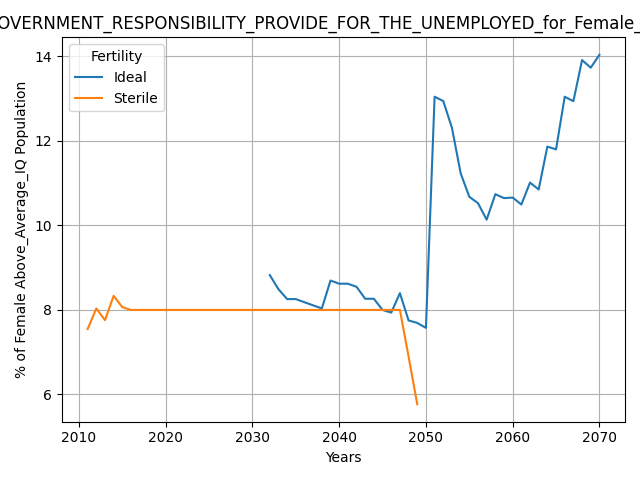 OVERNMENT_RESPONSIBILITY_PROVIDE_FOR_THE_UNEMPLOYED_for_Female_
Fertility
Ideal
Sterile
% of Female Above_Average_IQ Population
14
12
10
8
6
2010 2020 2030 2040 2050 2060 2070
Years